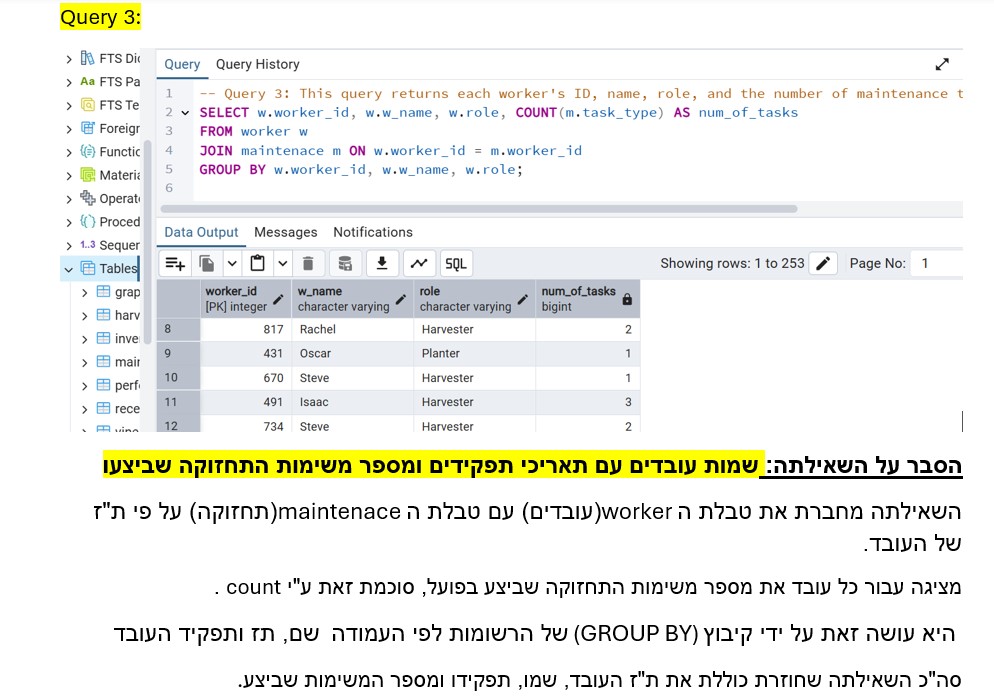 Query 3:
FTS Dic
Aa FTS Pa
FTS Te
Foreigr
Functic
Materia
Operat
Proced
1..3 Sequer
Tables
grap
harv
inve
mair
perf
rece
Query Query History
1 -- Query 3: This query returns each worker's ID, name, role, and the number of maintenance t
2 SELECT w.worker_id, w.w_name, w.role, COUNT(m.task_type) AS num_of_tasks
3 FROM worker w
4 JOIN maintenace m ON w.worker_id = m.worker_id
5 GROUP BY w.worker_id, w.w_name, w.role;
6
Data Output Messages Notifications
SQL Showing rows: 1 to 253 Page No: 1
worker_id w_name role num_of_tasks
[PK] integer character varying character varying bigint
8 817 Rachel Harvester 2
9 431 Oscar Planter 1
10 670 Steve Harvester 1
11 491 Isaac Harvester 3
12 734 Steve Harvester 2
הסבר על השאילתה: שמות עובדים עם תאריכי תפקידים ומספר משימות התחזוקה שביצעו
השאילתה מחברת את טבלת ה worker(עובדים) עם טבלת ה maintenace(תחזוקה) על פי ת"ז
של העובד.
מציגה עבור כל עובד את מספר משימות התחזוקה שביצע בפועל, סוכמת זאת ע"י count .
היא עושה זאת על ידי קיבוץ (GROUP BY) של הרשומות לפי העמודה שם, תז ותפקיד העובד
סה"כ השאילתה שחוזרת כוללת את ת"ז העובד, שמו, תפקידו ומספר המשימות שביצע.